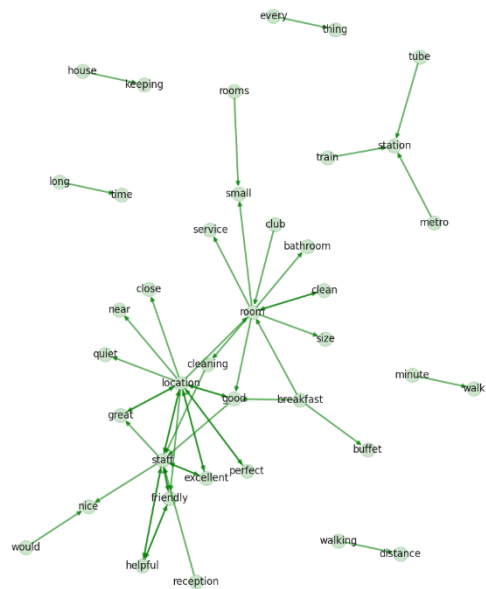 every
thing
tube
house
keeping
rooms
station
train
long
time
small
metro
service
club
bathroom
close
clean
near
room
quiet
size
cleaning
location
minute
walk
great
good
breakfast
buffet
staff
excellent
perfect
nice
friendly
would
walking
distance
helpful
reception